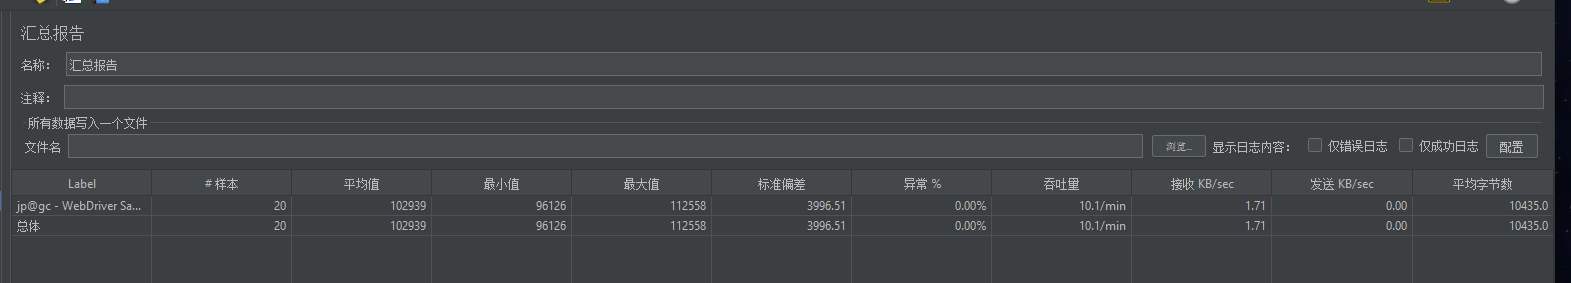 汇总报告
名称： 汇总报告
注释：
所有数据写入一个文件
文件名 浏览... 显示日志内容： 仅错误日志 仅成功日志 配置
Label # 样本 平均值 最小值 最大值 标准偏差 异常 % 吞吐量 接收 KB/sec 发送 KB/sec 平均字节数
jp@gc - WebDriver Sa... 20 102939 96126 112558 3996.51 0.00% 10.1/min 1.71 0.00 10435.0
总体 20 102939 96126 112558 3996.51 0.00% 10.1/min 1.71 0.00 10435.0